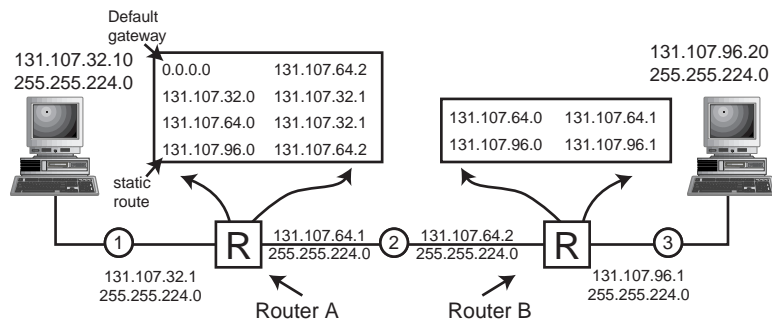 Default
gateway
131.107.32.10
255.255.224.0
0.0.0.0 131.107.64.2
131.107.32.0 131.107.32.1
131.107.64.0 131.107.32.1
131.107.96.0 131.107.64.2
static
route
131.107.96.20
255.255.224.0
131.107.64.0 131.107.64.1
131.107.96.0 131.107.96.1
1
R
131.107.64.1
255.255.224.0
2
131.107.64.2
255.255.224.0
R
3
131.107.32.1
255.255.224.0
131.107.96.1
255.255.224.0
Router A
Router B